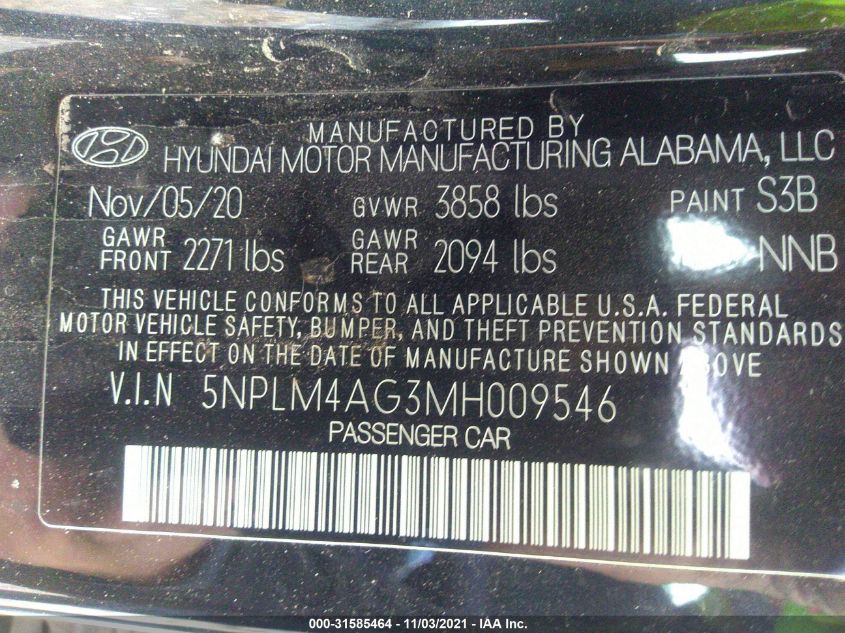 MANUFACTURED BY
HYUNDAI MOTOR MANUFACTURING ALABAMA, LLC
Nov/05/20 GVWR 3858 lbs PAINT S3B
GAWR FRONT 2271 lbs GAWR REAR 2094 lbs NNB
THIS VEHICLE CONFORMS TO ALL APPLICABLE U.S.A. FEDERAL
MOTOR VEHICLE SAFETY, BUMPER, AND THEFT PREVENTION STANDARDS
IN EFFECT ON THE DATE OF MANUFACTURE SHOWN
V.I.N 5NPLM4AG3MH009546
PASSENGER CAR
000-31585464 - 11/03/2021 - IAA Inc.